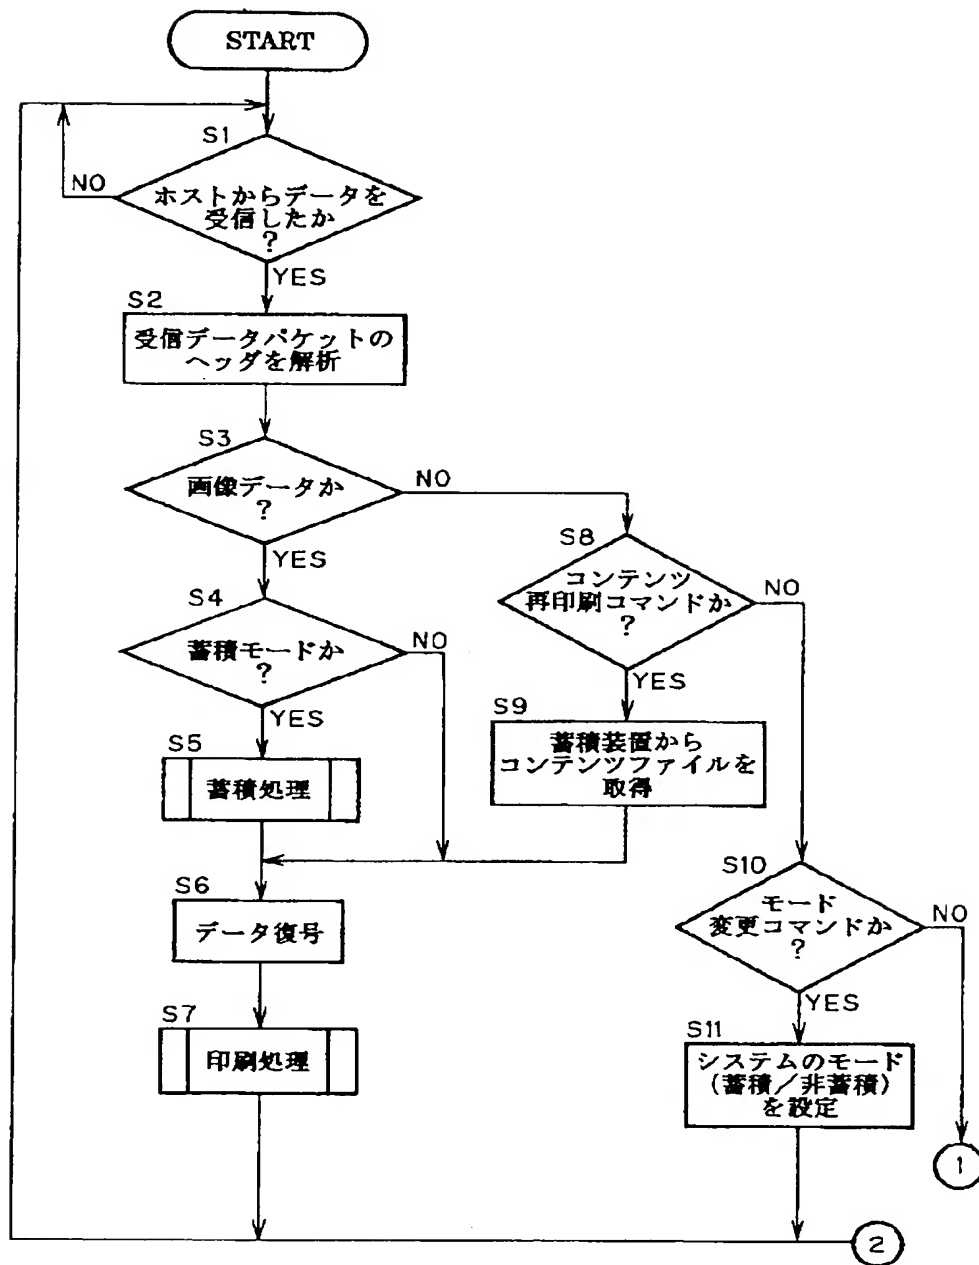 START
S1
ホストからデータを
受信したか
?
NO
YES
S2
受信データパケットの
ヘッダを解析
S3
画像データか
?
NO
YES
S4
蓄積モードか
?
NO
YES
S5
蓄積処理
S6
データ復号
S7
印刷処理
S8
コンテンツ
再印刷コマンドか
?
NO
YES
S9
蓄積装置から
コンテンツファイルを
取得
S10
モード
変更コマンドか
?
NO
YES
S11
システムのモード
(蓄積/非蓄積)
を設定
1
2